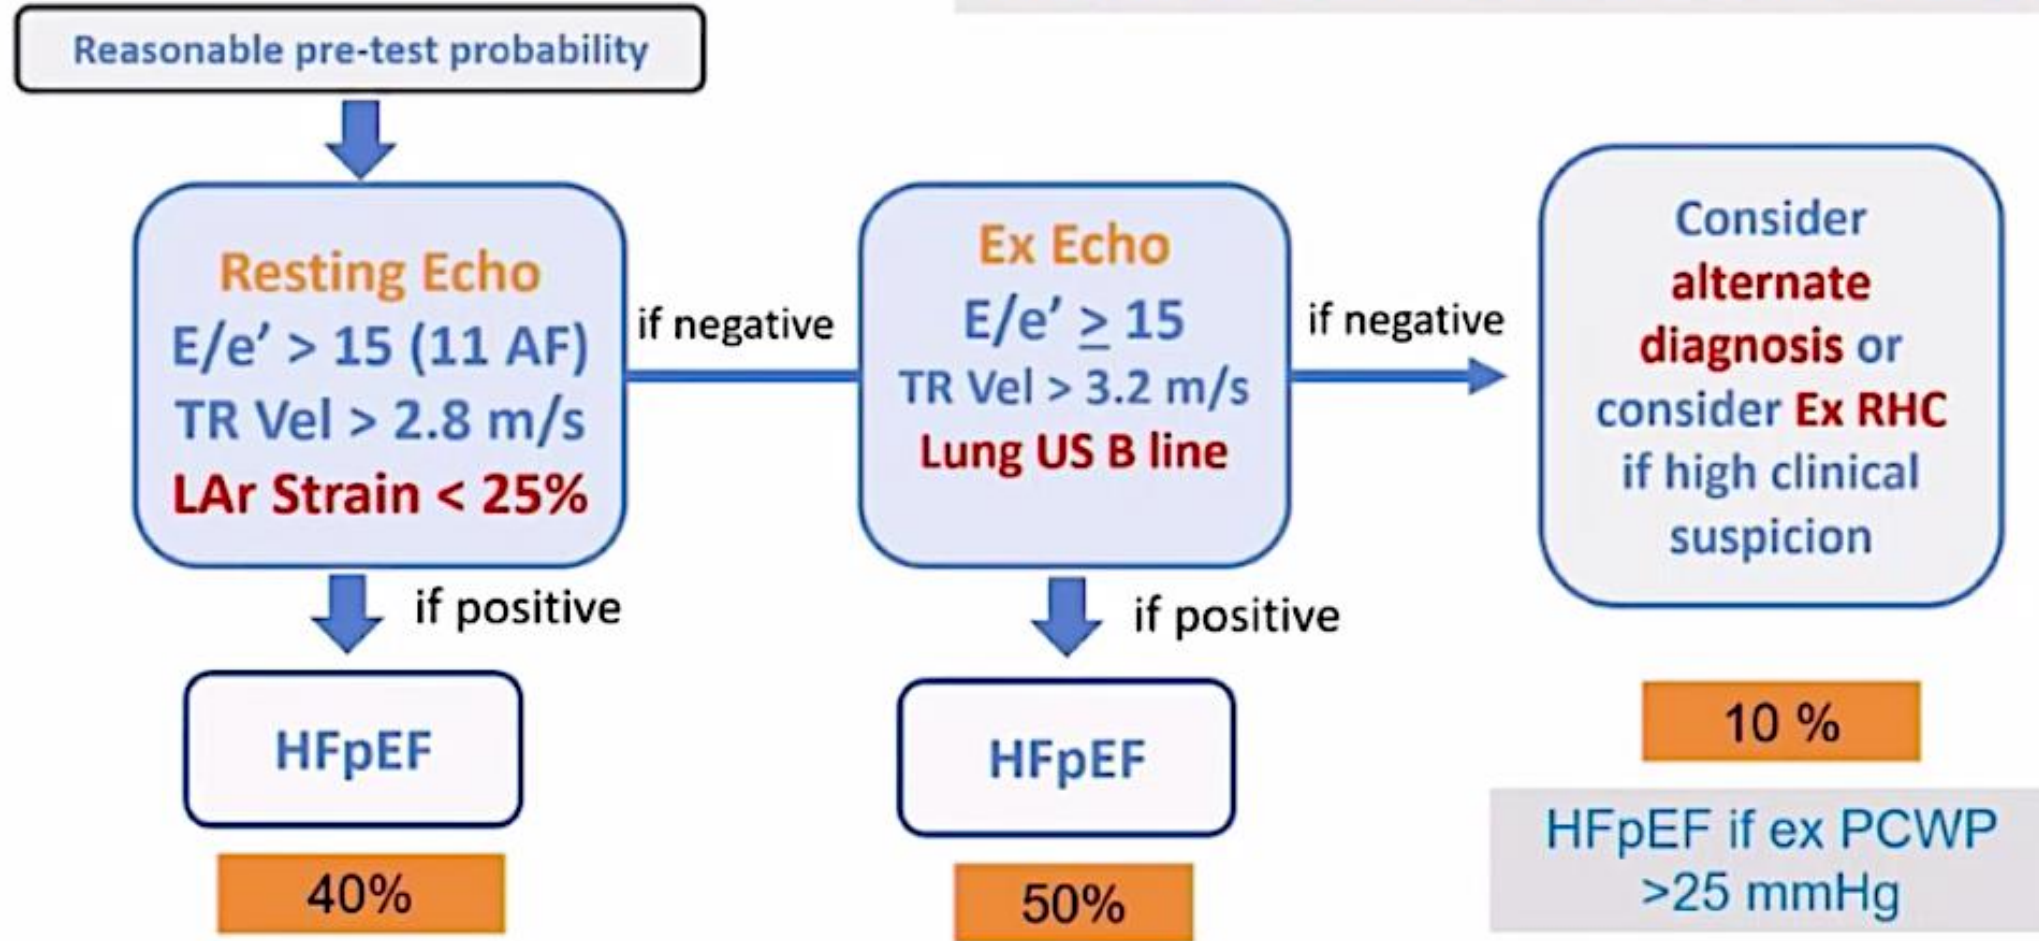 Reasonable pre-test probability
Resting Echo
E/e’ > 15 (11 AF)
TR Vel > 2.8 m/s
LAr Strain < 25%
if negative
Ex Echo
E/e’ ≥ 15
TR Vel > 3.2 m/s
Lung US B line
if negative
Consider
alternate
diagnosis or
consider Ex RHC
if high clinical
suspicion
if positive
if positive
HFpEF
HFpEF
10 %
40%
50%
HFpEF if ex PCWP
>25 mmHg